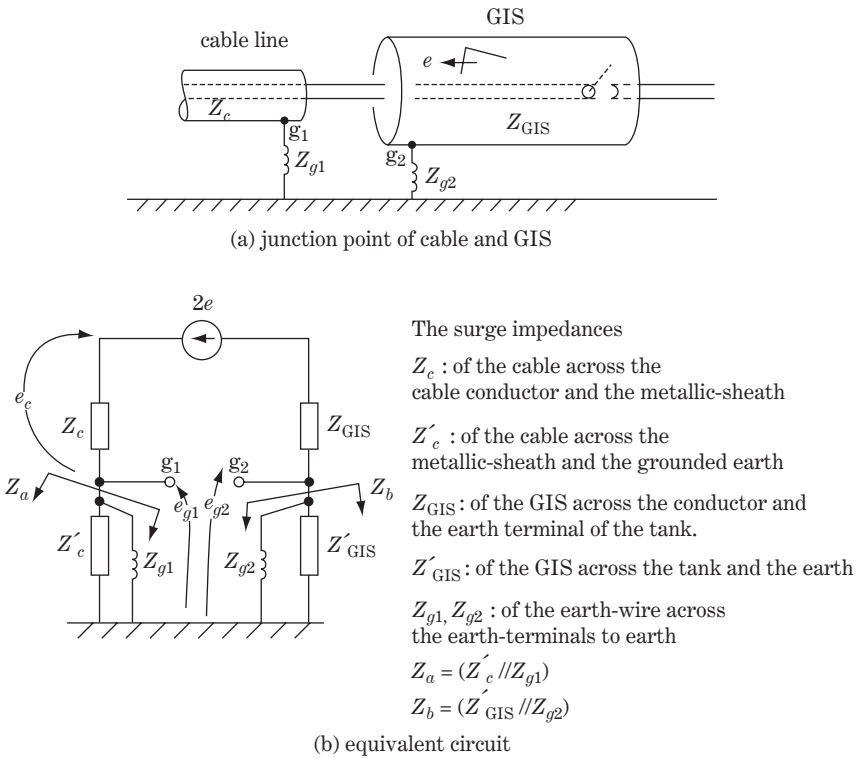 GIS
cable line
e
Z_c
Z_GIS
g₁
Z_g1
g₂
Z_g2
(a) junction point of cable and GIS
2e
e_c
Z_c
Z_GIS
g₁
g₂
Z_a
e_g1
e_g2
Z_b
Z´_c
Z_g1
Z_g2
Z´_GIS
The surge impedances
Z_c : of the cable across the
cable conductor and the metallic-sheath
Z´_c : of the cable across the
metallic-sheath and the grounded earth
Z_GIS : of the GIS across the conductor and
the earth terminal of the tank.
Z´_GIS : of the GIS across the tank and the earth
Z_g1, Z_g2 : of the earth-wire across
the earth-terminals to earth
Z_a = (Z´_c //Z_g1)
Z_b = (Z´_GIS //Z_g2)
(b) equivalent circuit